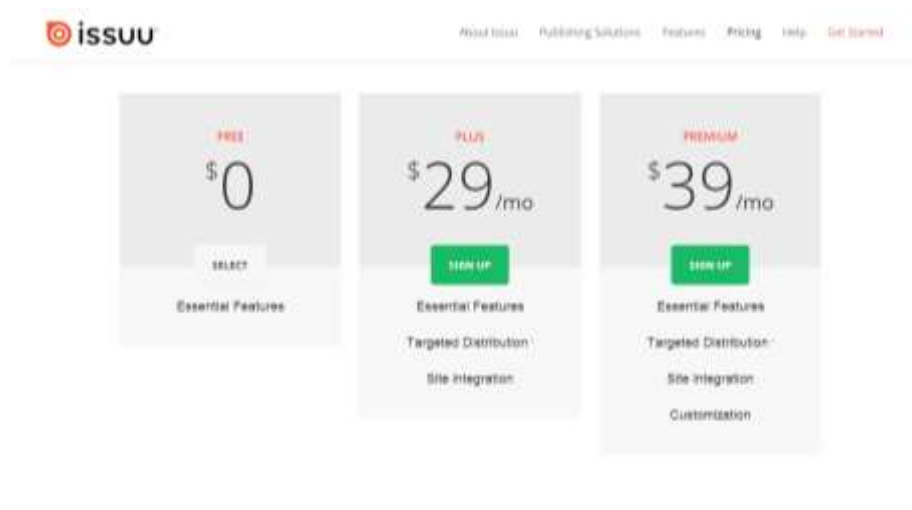 issuu
About Issuu Publishing Solutions Features Pricing Help Get Started
FREE
$0
SELECT
Essential Features
PLUS
$29/mo
SIGN UP
Essential Features
Targeted Distribution
Site Integration
PREMIUM
$39/mo
SIGN UP
Essential Features
Targeted Distribution
Site Integration
Customization